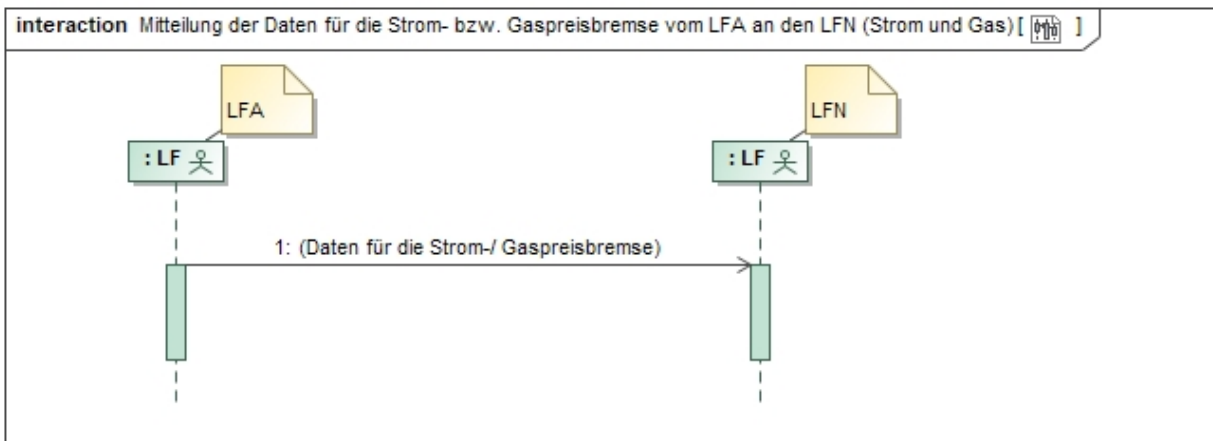 interaction Mitteilung der Daten für die Strom- bzw. Gaspreisbremse vom LFA an den LFN (Strom und Gas)[ ]
LFA
LFN
: LF
: LF
1: (Daten für die Strom-/ Gaspreisbremse)